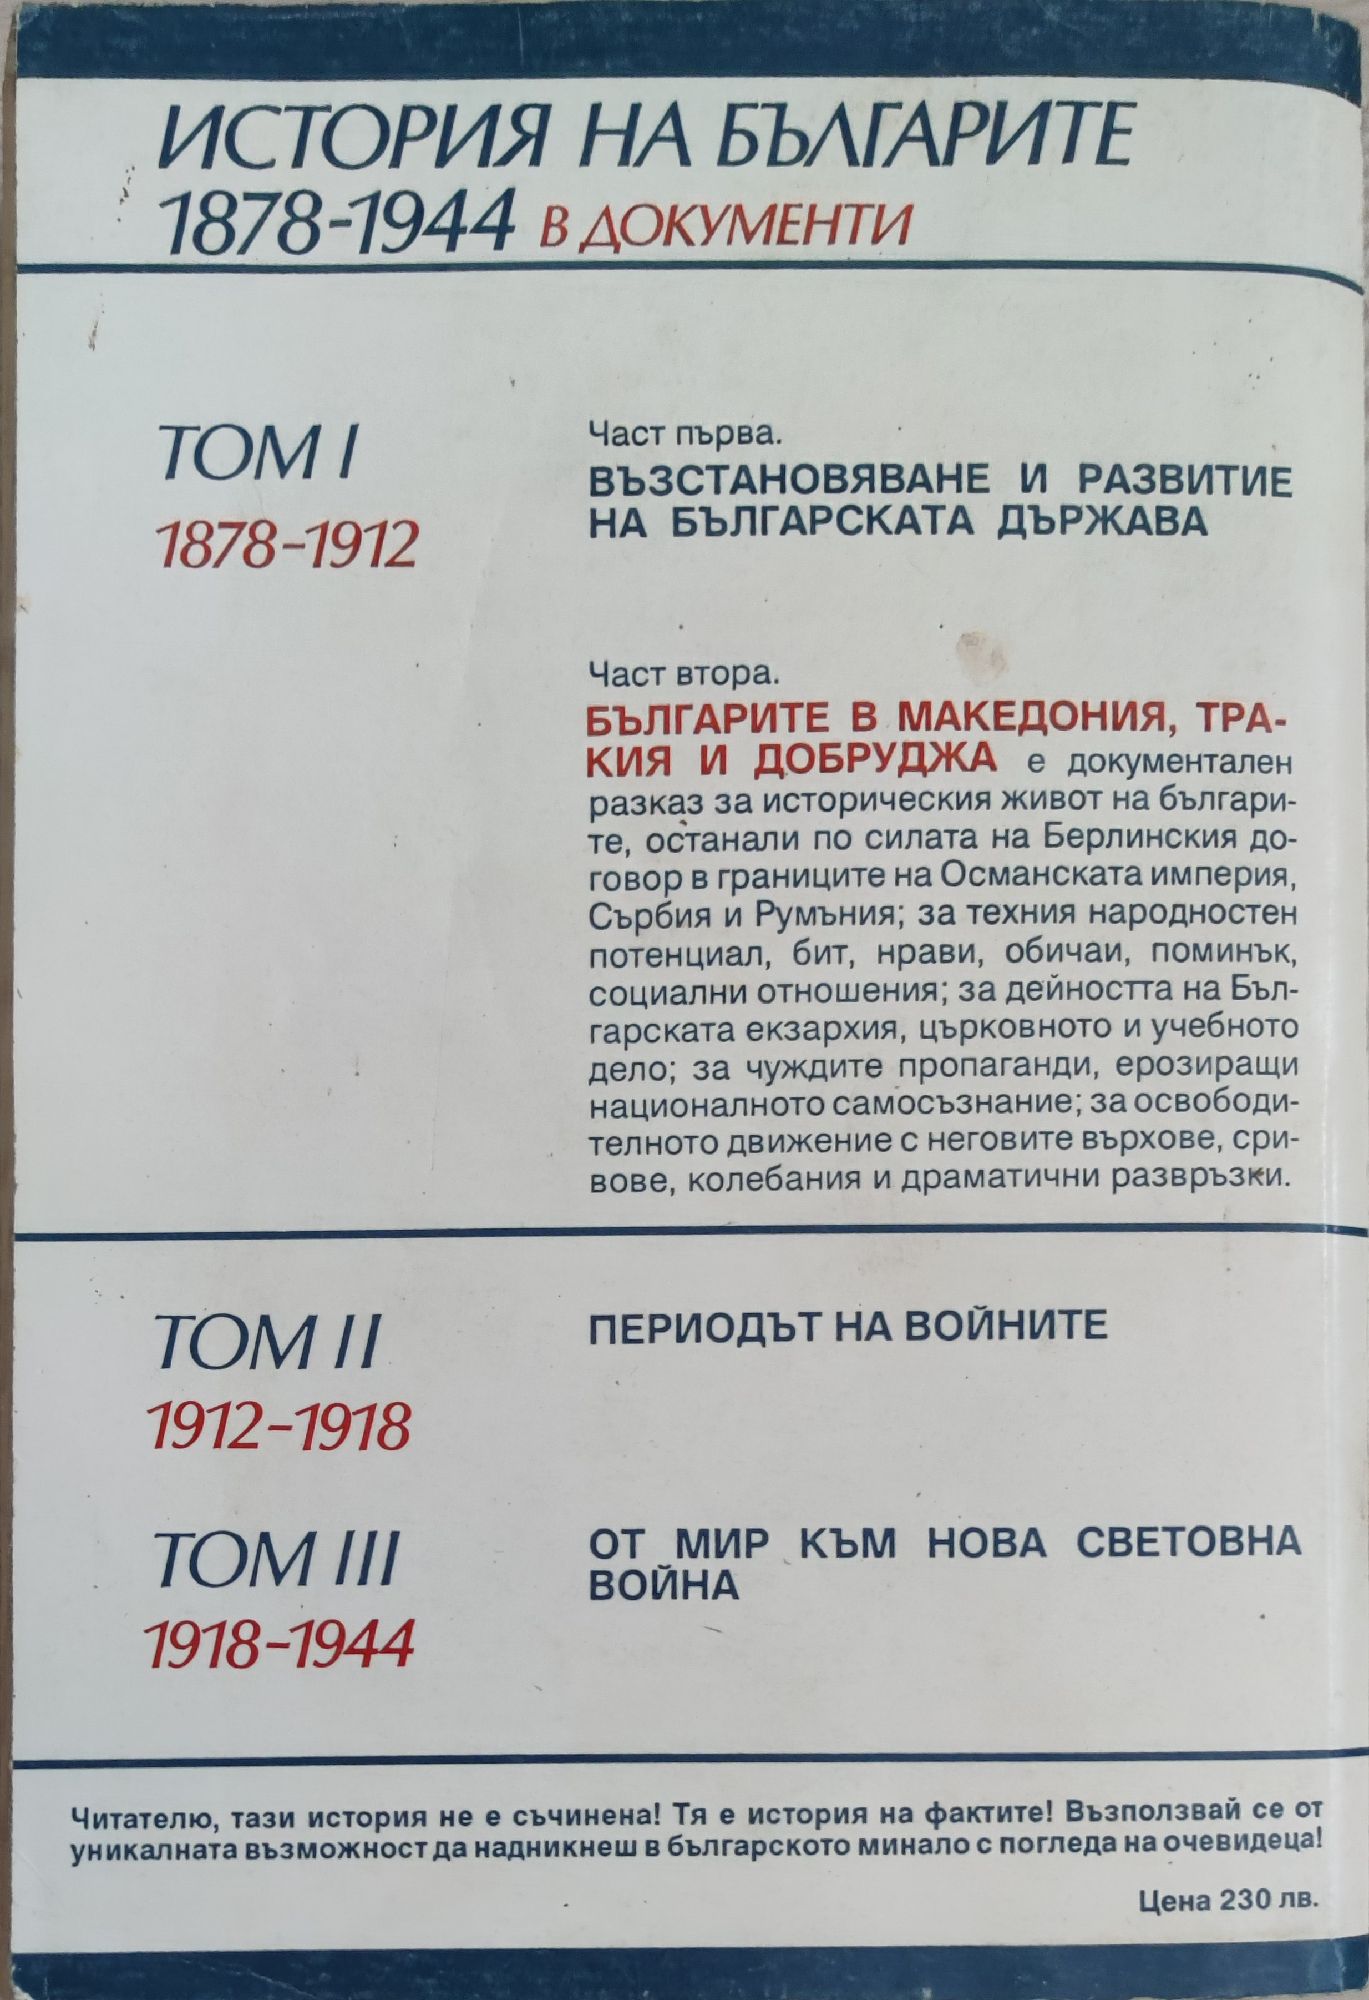 ИСТОРИЯ НА БЪЛГАРИТЕ
1878-1944 В ДОКУМЕНТИ
ТОМ I
1878-1912
Част първа.
ВЪЗСТАНОВЯВАНЕ И РАЗВИТИЕ
НА БЪЛГАРСКАТА ДЪРЖАВА
Част втора.
БЪЛГАРИТЕ В МАКЕДОНИЯ, ТРА-
КИЯ И ДОБРУДЖА е документален
разказ за историческия живот на българи-
те, останали по силата на Берлинския до-
говор в границите на Османската империя,
Сърбия и Румъния; за техния народностен
потенциал, бит, нрави, обичаи, поминък,
социални отношения; за дейността на Бъл-
гарската екзархия, църковното и учебното
дело; за чуждите пропаганди, ерозиращи
националното самосъзнание; за освободи-
телното движение с неговите върхове, сри-
вове, колебания и драматични развръзки.
ТОМ II
1912-1918
ПЕРИОДЪТ НА ВОЙНИТЕ
ТОМ III
1918-1944
ОТ МИР КЪМ НОВА СВЕТОВНА
ВОЙНА
Читателю, тази история не е съчинена! Тя е история на фактите! Възползвай се от
уникалната възможност да надникнеш в българското минало с погледа на очевидеца!
Цена 230 лв.